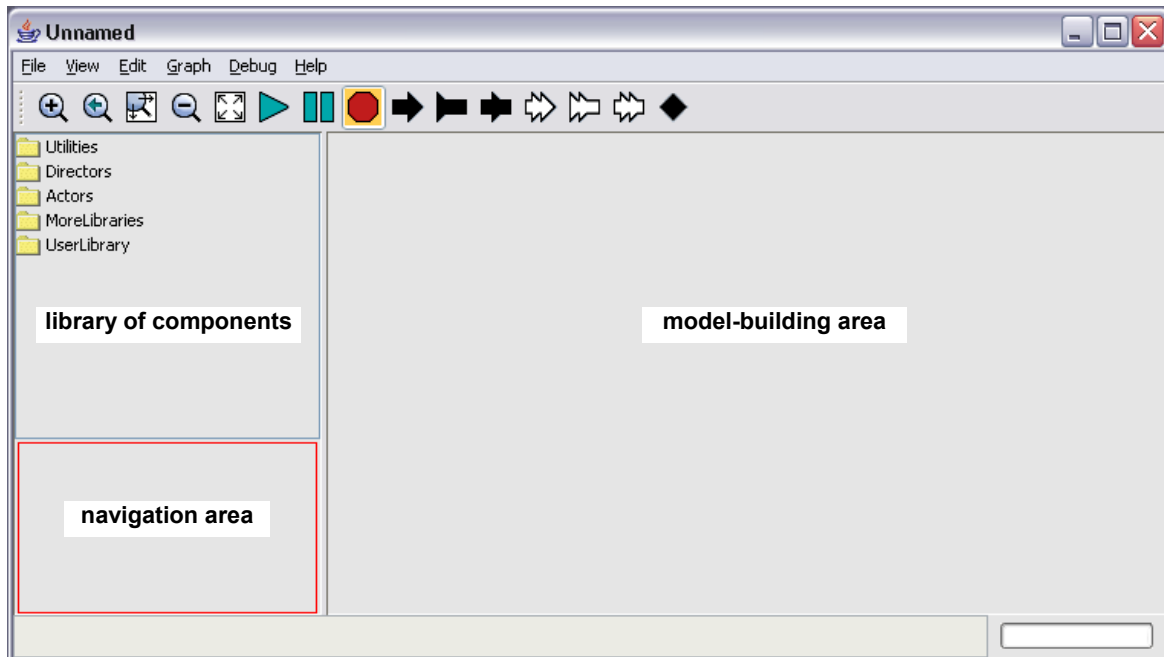 Unnamed
File View Edit Graph Debug Help
Utilities
Directors
Actors
MoreLibraries
UserLibrary
library of components
model-building area
navigation area